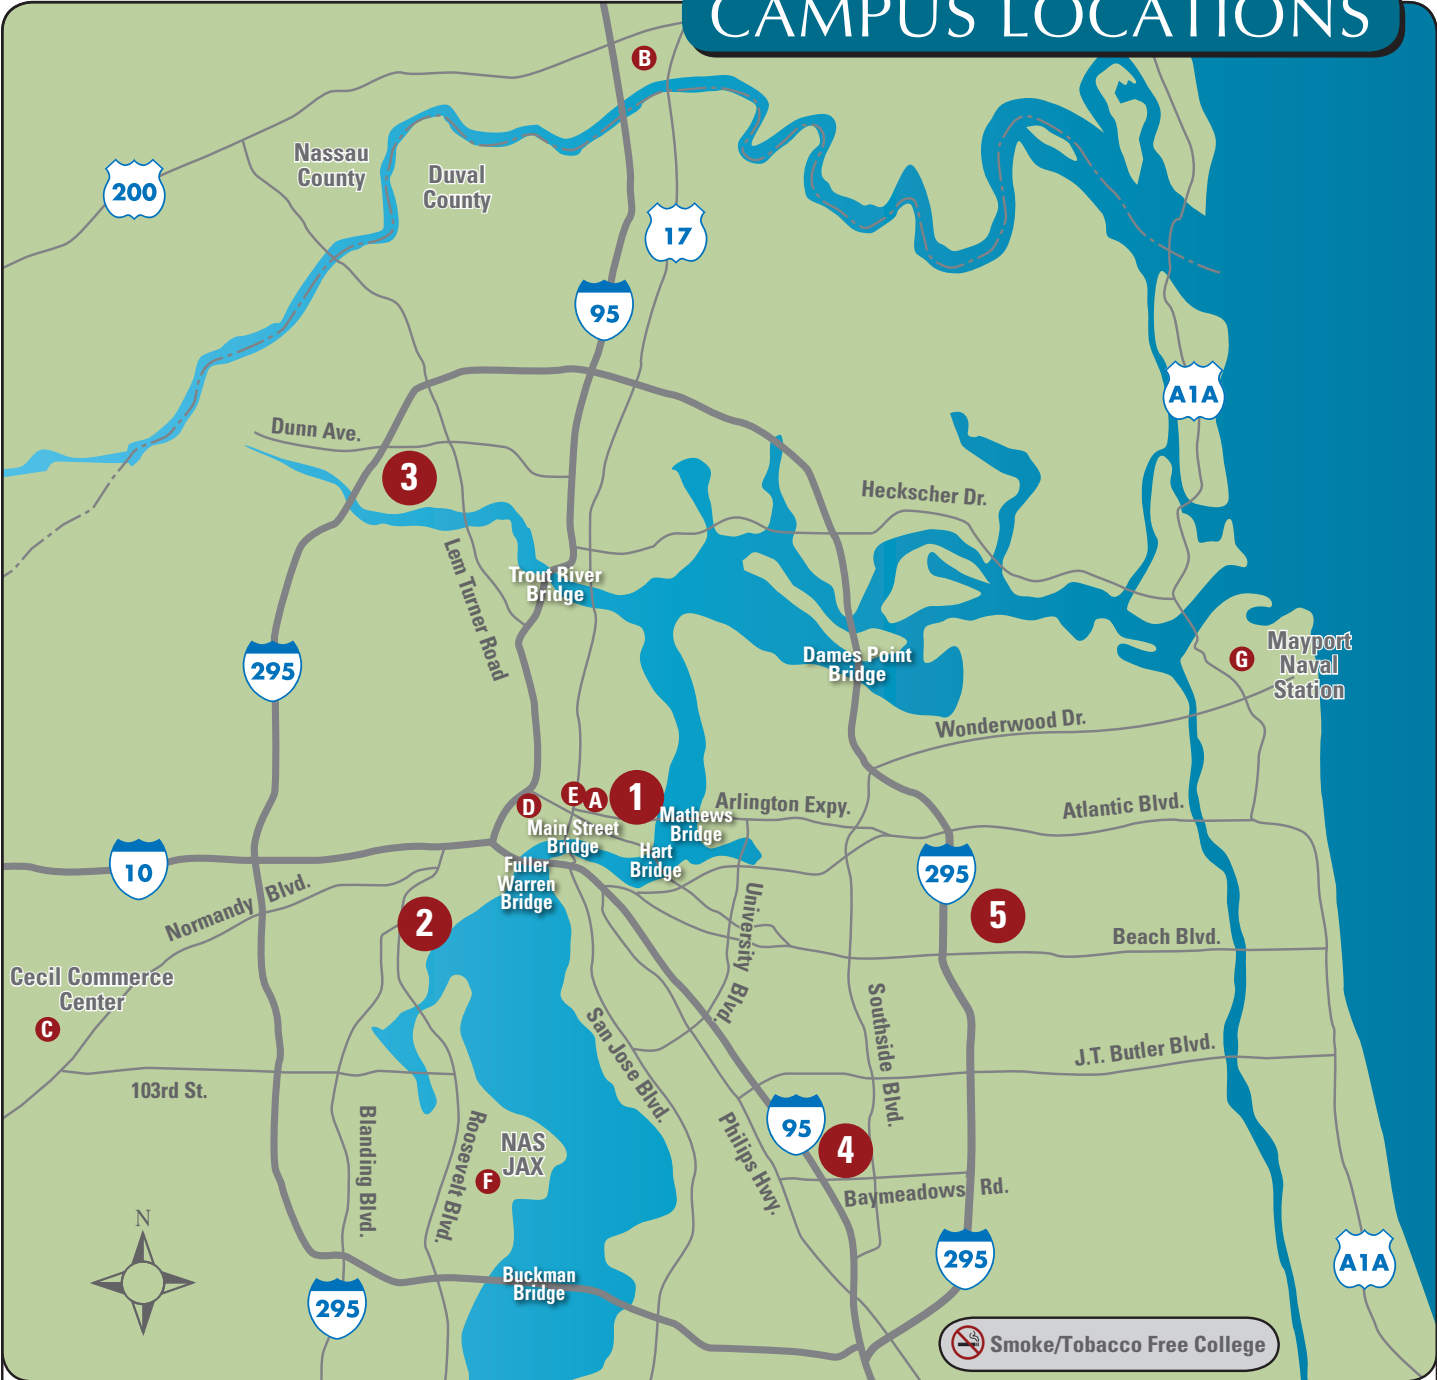 CAMPUS LOCATIONS
B
Nassau
County
Duval
County
200
17
95
A1A
Dunn Ave.
3
Heckscher Dr.
Lem Turner Road
Trout River
Bridge
295
Dames Point
Bridge
G
Mayport
Naval
Station
Wonderwood Dr.
D
E
A
1
Mathews
Bridge
Arlington Expy.
Atlantic Blvd.
Main Street
Bridge
Hart
Bridge
Fuller
Warren
Bridge
10
295
Normandy Blvd.
2
University Blvd.
5
Beach Blvd.
Cecil Commerce
Center
C
San Jose Blvd.
Southside Blvd.
J.T. Butler Blvd.
103rd St.
Blanding Blvd.
Roosevelt Blvd.
NAS
JAX
F
Philips Hwy.
95
4
Baymeadows Rd.
N
295
295
A1A
Buckman
Bridge
Smoke/Tobacco Free College